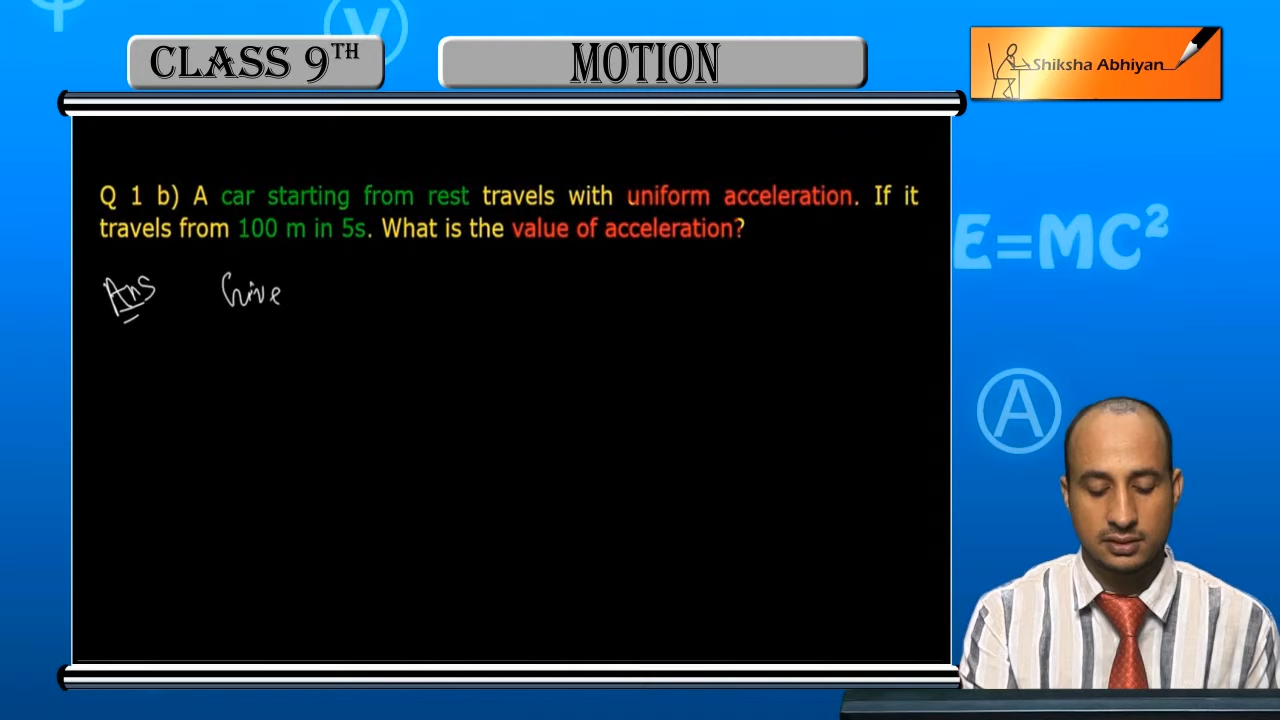 CLASS 9TH
MOTION
Shiksha Abhiyan
Q 1 b) A car starting from rest travels with uniform acceleration. If it
travels from 100 m in 5s. What is the value of acceleration?
Ans Give
E=MC²
A